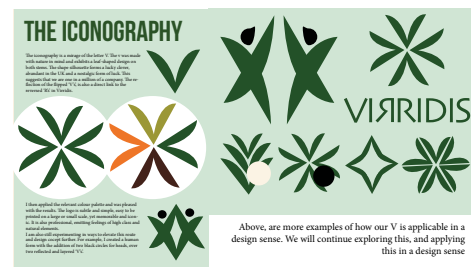 THE ICONOGRAPHY
The iconography is a mirage of the letter V. The v was made
with nature in mind and exhibits a leaf-shaped design on
both stems. The shape silhouette forms a lucky clover,
abundant in the UK and a nostalgic form of luck. This
suggests that we are one in a million of a company. The re-
flection of the flipped 'V V, is also a direct link to the
reversed 'RI' in Virridis.
I then applied the relevant colour palette and was pleased
with the results. The logo is subtle and simple, easy to be
printed on a large or small scale, yet memorable and icon-
ic. It is also professional, emitting feelings of high class and
natural elements.
I am also still experimenting in ways to elevate this route
and design concept further. For example, I created a human
form with the addition of two black circles for heads, over
two reflected and layered 'V's.
VIЯRIDIS
Above, are more examples of how our V is applicable in a
design sense. We will continue exploring this, and applying
this in a design sense